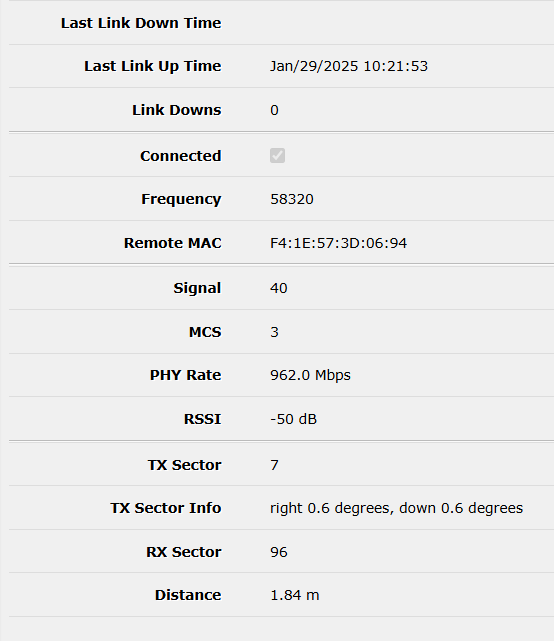 Last Link Down Time
Last Link Up Time Jan/29/2025 10:21:53
Link Downs 0
Connected
Frequency 58320
Remote MAC F4:1E:57:3D:06:94
Signal 40
MCS 3
PHY Rate 962.0 Mbps
RSSI -50 dB
TX Sector 7
TX Sector Info right 0.6 degrees, down 0.6 degrees
RX Sector 96
Distance 1.84 m